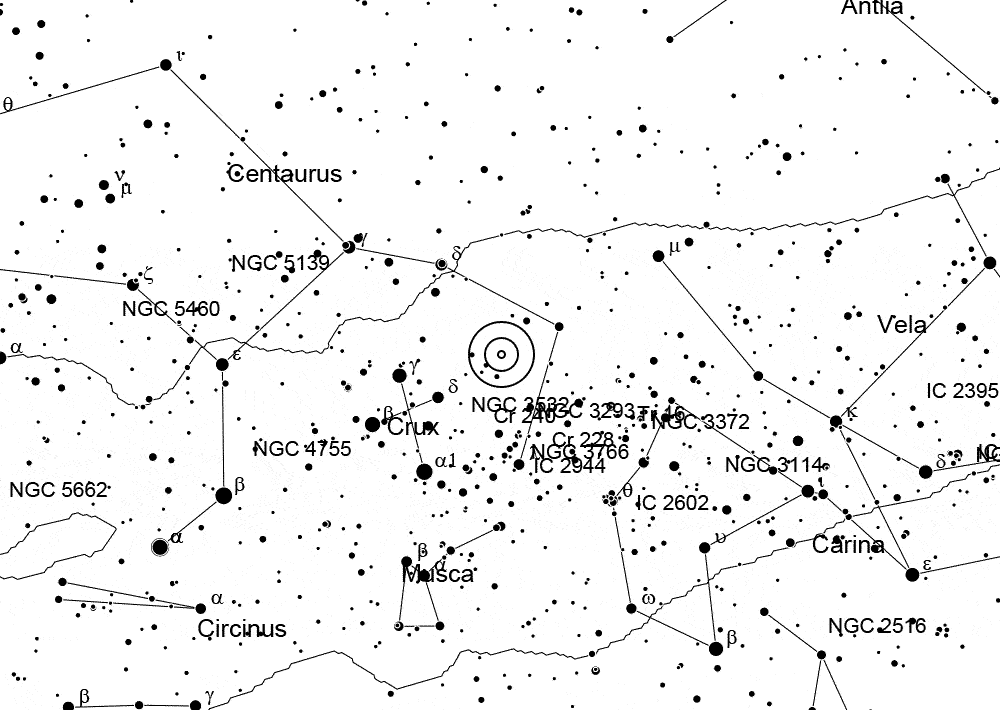 Antlia
ι
θ
Centaurus
ν
μ
γ
δ
μ
NGC 5139
ζ
NGC 5460
Vela
α
ε
γ
δ
IC 2395
β
Crux
NGC 3532
NGC 3293
Tr 16
NGC 3372
Cr 240
κ
Cr 228
NGC 4755
NGC 3766
IC 2944
λ
α1
NGC 3114
δ
IC
NGC 5662
β
θ
IC 2602
ι
α
υ
Carina
β
α
Musca
ε
α
ω
Circinus
β
NGC 2516
β
γ